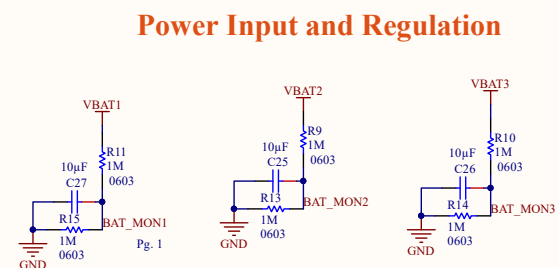 Power Input and Regulation
VBAT1
R11
1M
0603
10µF
C27
R15
BAT_MON1
1M
0603
GND
Pg. 1
VBAT2
R9
1M
0603
10µF
C25
R13
BAT_MON2
1M
0603
GND
VBAT3
R10
1M
0603
10µF
C26
R14
BAT_MON3
1M
0603
GND